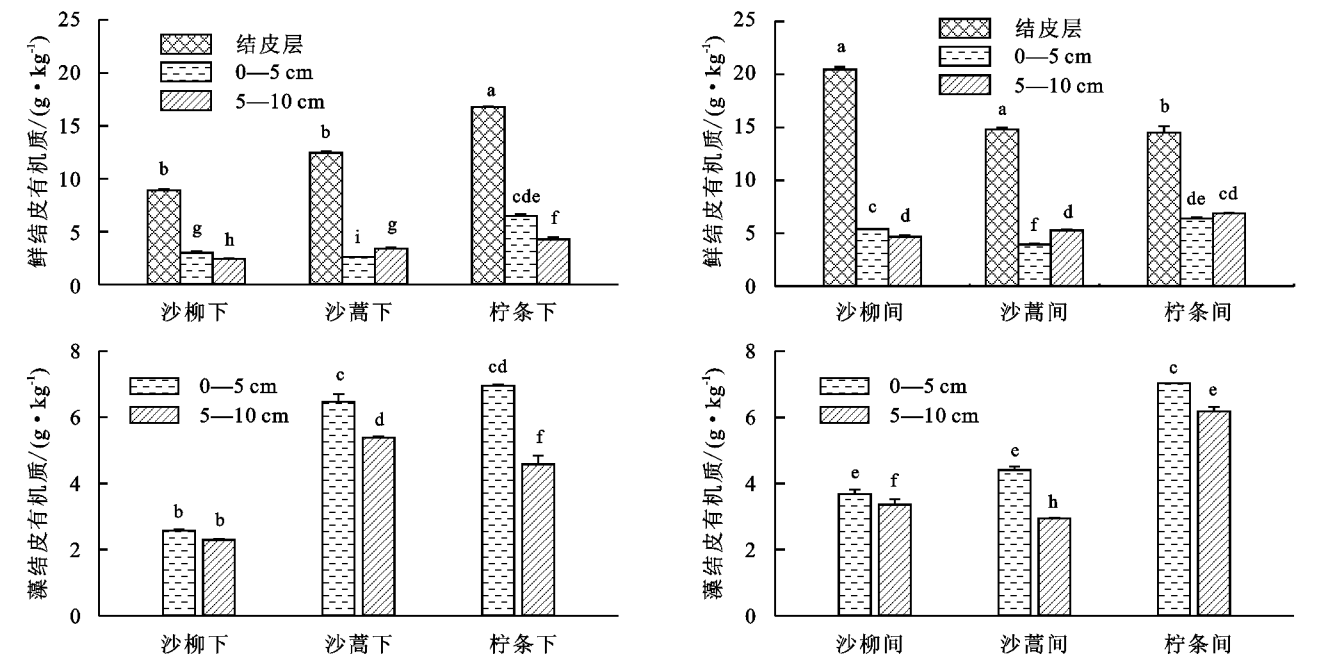 鲜结皮有机质/(g·kg⁻¹)
25
20
15
10
5
0
结皮层
0—5 cm
5—10 cm
b
g
h
b
i
g
a
cde
f
沙柳下
沙蒿下
柠条下
鲜结皮有机质/(g·kg⁻¹)
25
20
15
10
5
0
结皮层
0—5 cm
5—10 cm
a
c
d
a
f
d
b
de
cd
沙柳间
沙蒿间
柠条间
藻结皮有机质/(g·kg⁻¹)
8
6
4
2
0
0—5 cm
5—10 cm
b
b
c
d
cd
f
沙柳下
沙蒿下
柠条下
藻结皮有机质/(g·kg⁻¹)
8
6
4
2
0
0—5 cm
5—10 cm
e
f
e
h
c
e
沙柳间
沙蒿间
柠条间